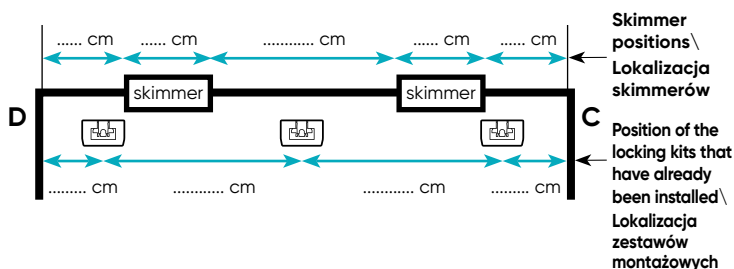 ...... cm ...... cm ............ cm ...... cm ...... cm
Skimmer
positions\
Lokalizacja
skimmerów
skimmer skimmer
D C
Position of the
locking kits that
have already
been installed\
Lokalizacja
zestawów
montażowych
......... cm ............ cm ............ cm ......... cm